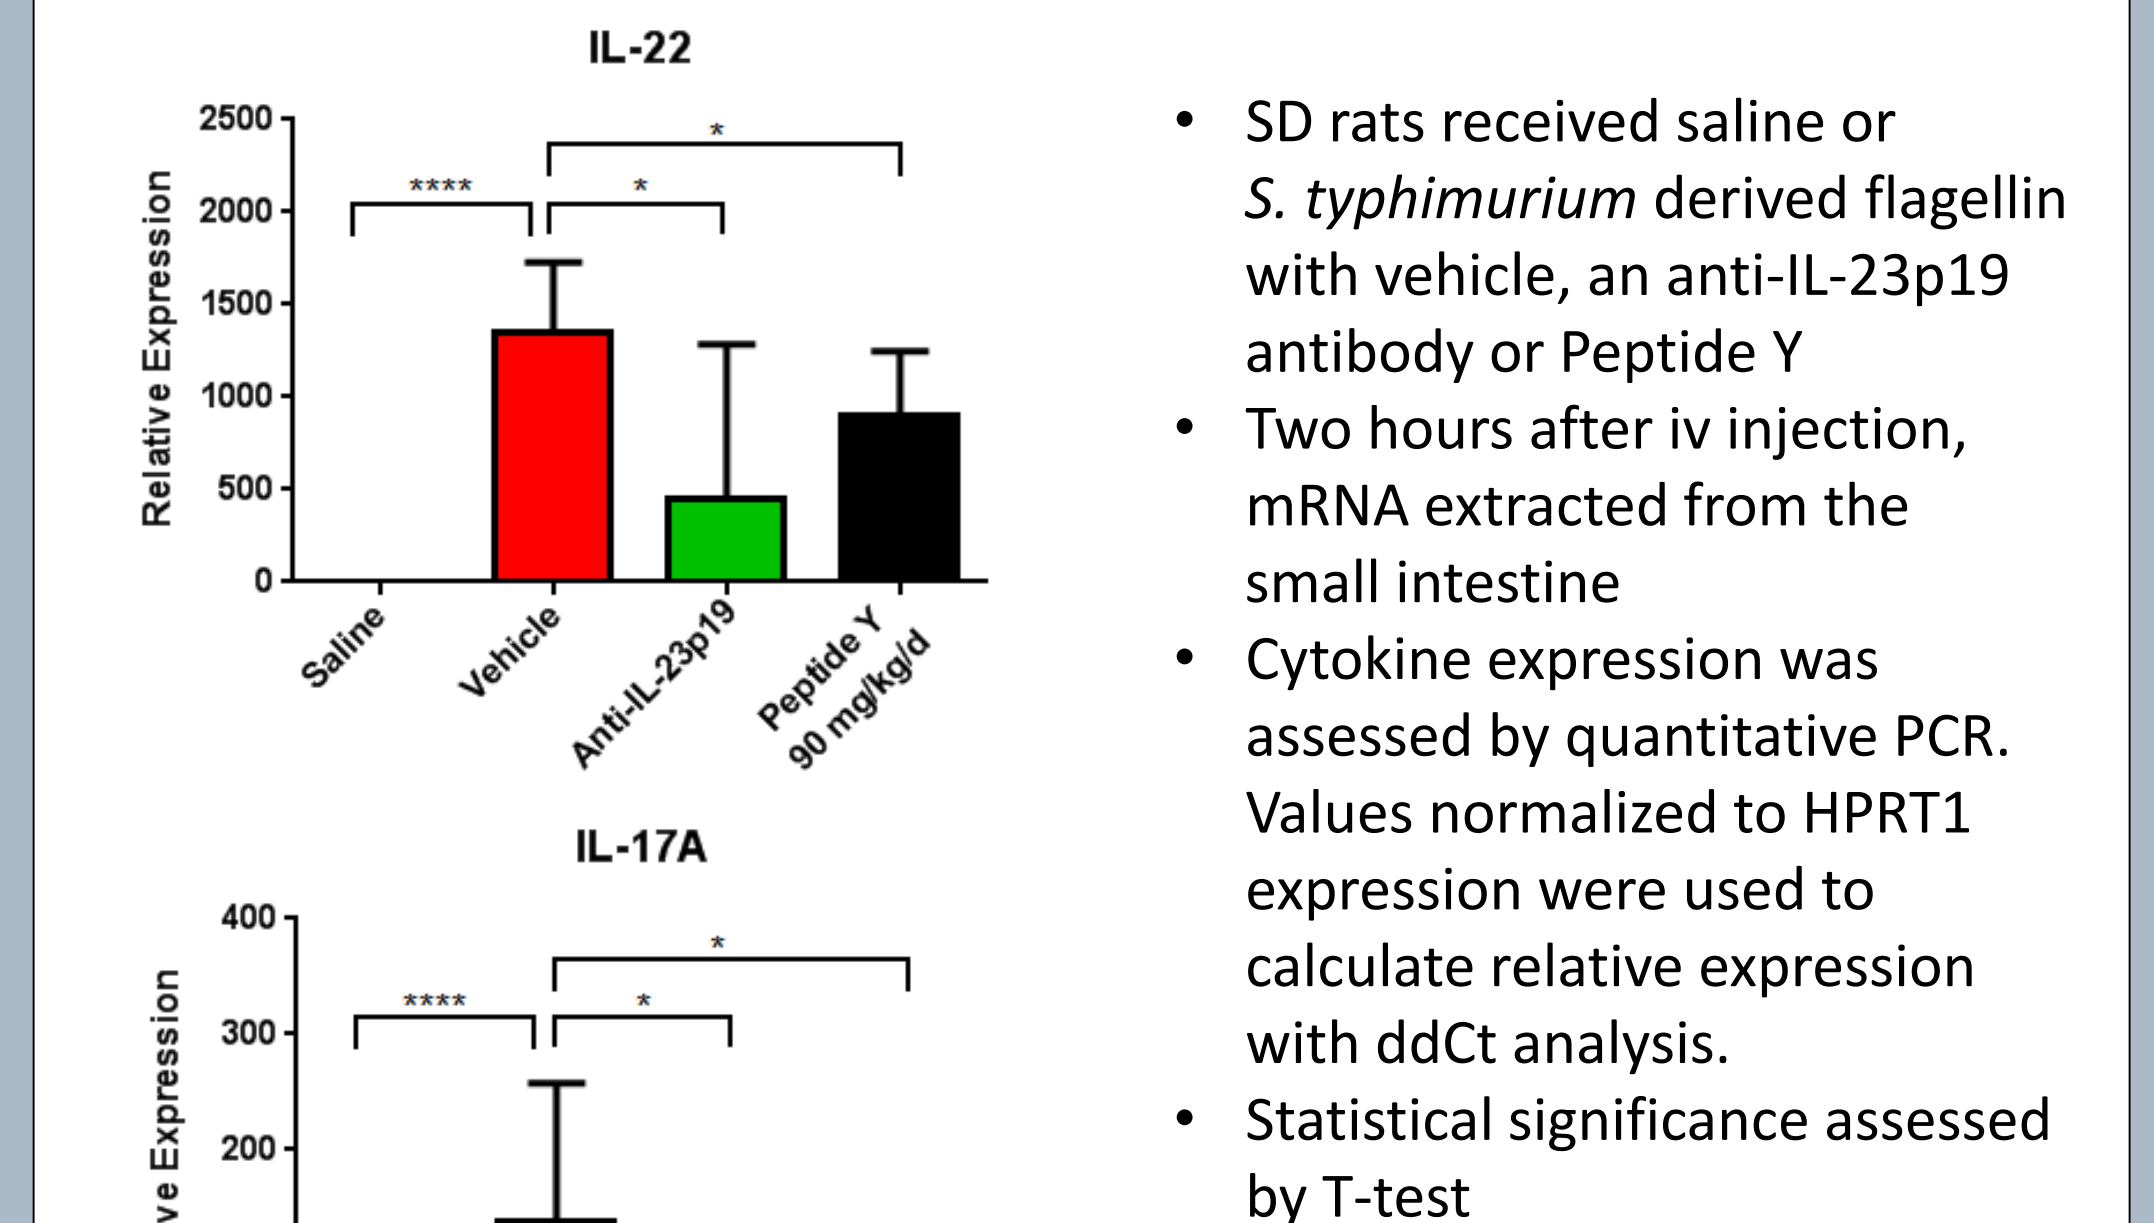 IL-22
2500
2000
1500
1000
500
0
Relative Expression
****
*
*
Saline
Vehicle
Anti-IL-23p19
Peptide Y
90 mg/kg/d
IL-17A
400
300
200
ve Expression
****
*
*
• SD rats received saline or
S. typhimurium derived flagellin
with vehicle, an anti-IL-23p19
antibody or Peptide Y
• Two hours after iv injection,
mRNA extracted from the
small intestine
• Cytokine expression was
assessed by quantitative PCR.
Values normalized to HPRT1
expression were used to
calculate relative expression
with ddCt analysis.
• Statistical significance assessed
by T-test